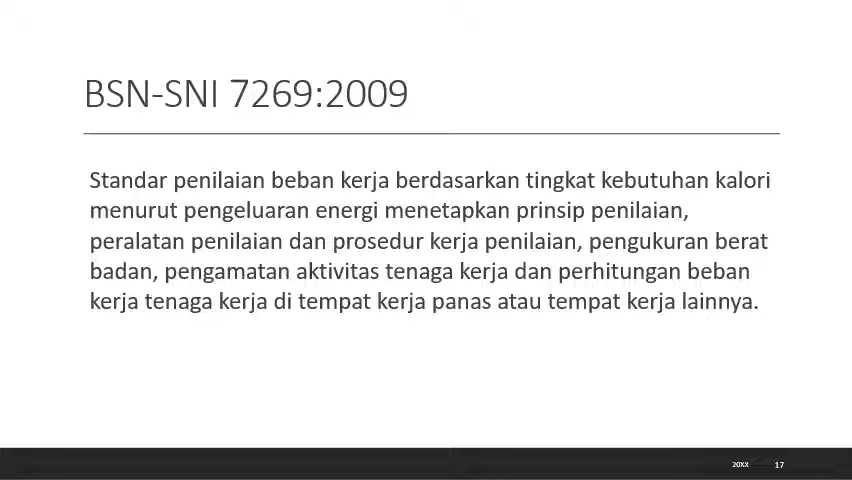 BSN-SNI 7269:2009
Standar penilaian beban kerja berdasarkan tingkat kebutuhan kalori
menurut pengeluaran energi menetapkan prinsip penilaian,
peralatan penilaian dan prosedur kerja penilaian, pengukuran berat
badan, pengamatan aktivitas tenaga kerja dan perhitungan beban
kerja tenaga kerja di tempat kerja panas atau tempat kerja lainnya.
20XX 17